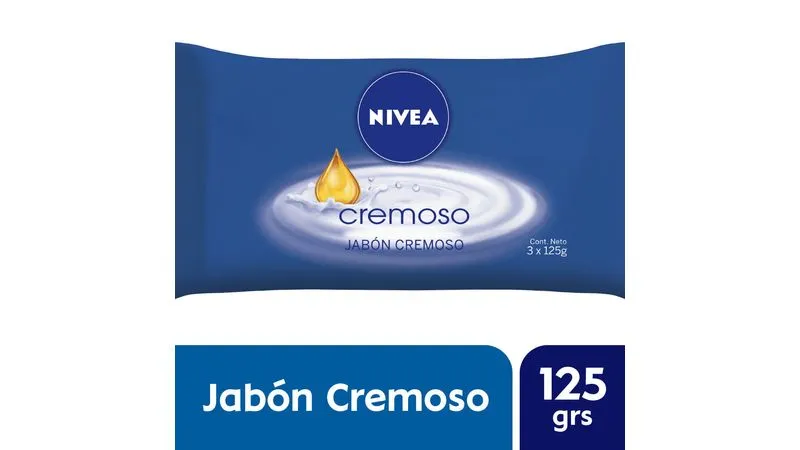 NIVEA
cremoso
JABÓN CREMOSO
Cont. Neto
3 x 125g
Jabón Cremoso
125
grs